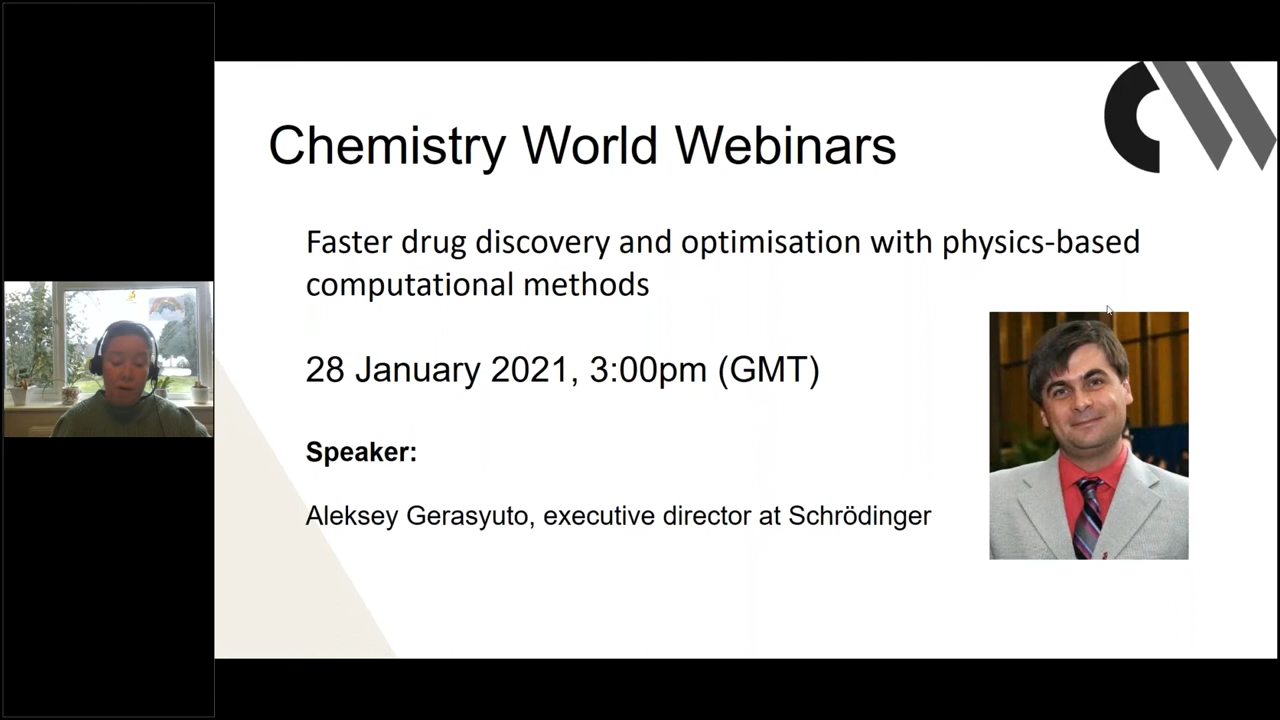 Chemistry World Webinars
Faster drug discovery and optimisation with physics-based
computational methods
28 January 2021, 3:00pm (GMT)
Speaker:
Aleksey Gerasyuto, executive director at Schrödinger